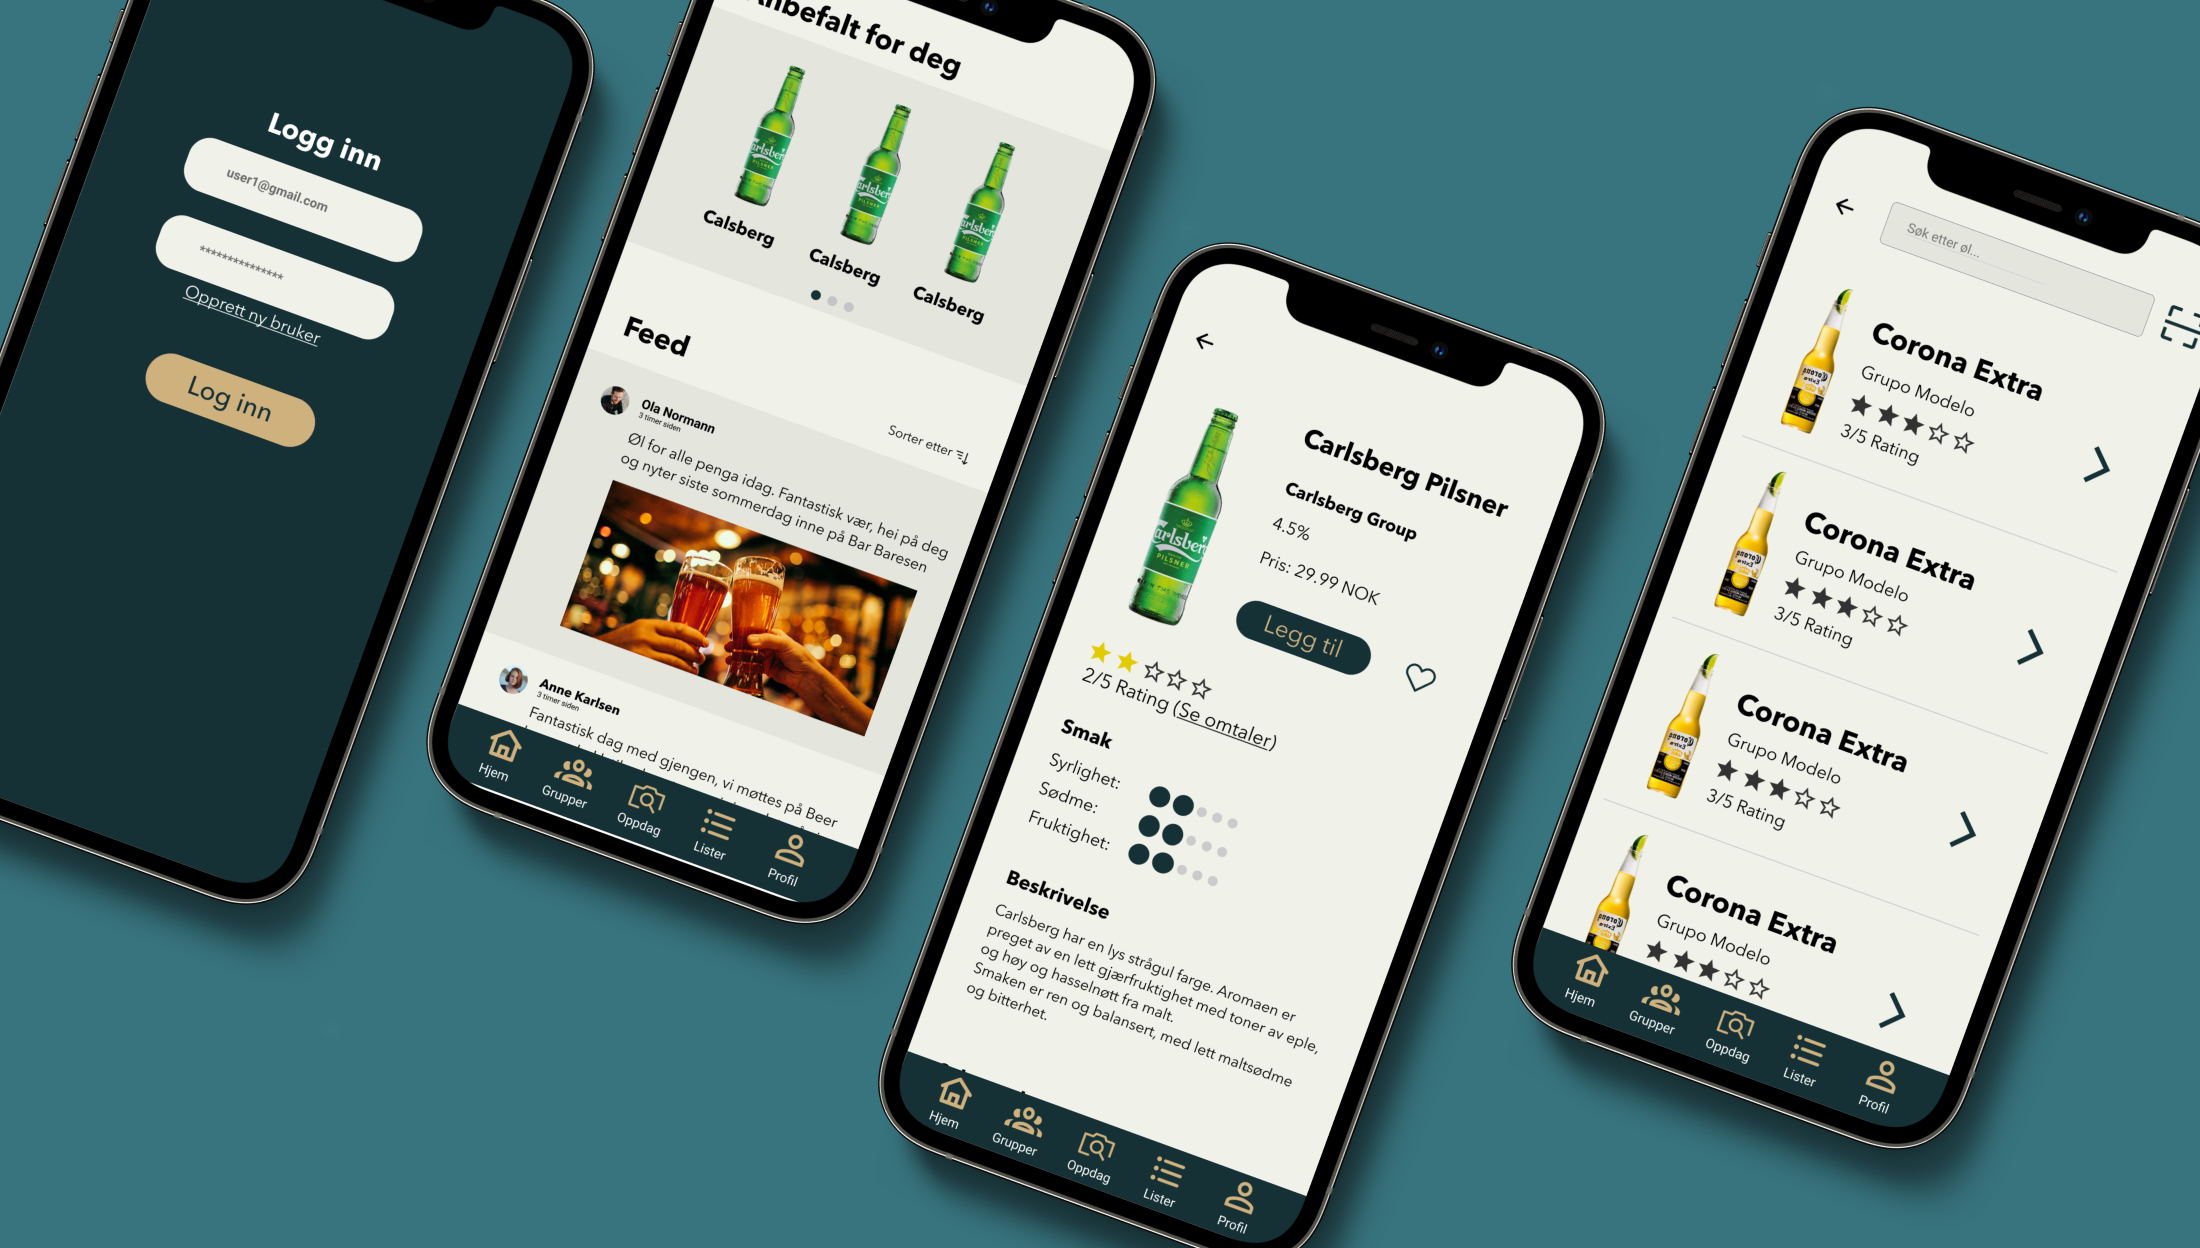 Logg inn
user1@gmail.com
***************
Opprett ny bruker
Log inn
Anbefalt for deg
Calsberg
Calsberg
Calsberg
Feed
Ola Normann
3 timer siden
Sorter etter
Øl for alle penga idag. Fantastisk vær, hei på deg
og nyter siste sommerdag inne på Bar Baresen
Anne Karlsen
3 timer siden
Fantastisk dag med gjengen, vi møttes på Beer
Hjem
Grupper
Oppdag
Lister
Profil
Carlsberg Pilsner
Carlsberg Group
4.5%
Pris: 29.99 NOK
Legg til
Carlsberg
PILSNER
2/5 Rating (Se omtaler)
Smak
Syrlighet:
Sødme:
Fruktighet:
Beskrivelse
Carlsberg har en lys strågul farge. Aromaen er
preget av en lett gjærfruktighet med toner av eple,
og høy og hasselnøtt fra malt.
Smaken er ren og balansert, med lett maltsødme
og bitterhet.
Hjem
Grupper
Oppdag
Lister
Profil
Søk etter øl...
Corona Extra
Grupo Modelo
3/5 Rating
Corona Extra
Grupo Modelo
3/5 Rating
Corona Extra
Grupo Modelo
3/5 Rating
Corona Extra
Grupo Modelo
Hjem
Grupper
Oppdag
Lister
Profil